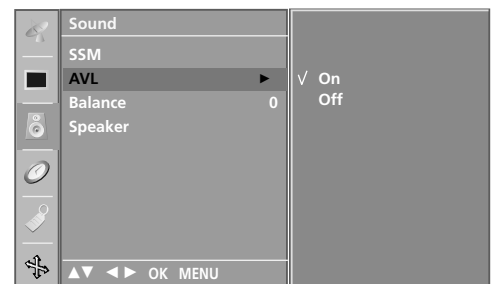 Sound
SSM
AVL ►
Balance 0
Speaker
▲▼ ◄► OK MENU
√ On
Off